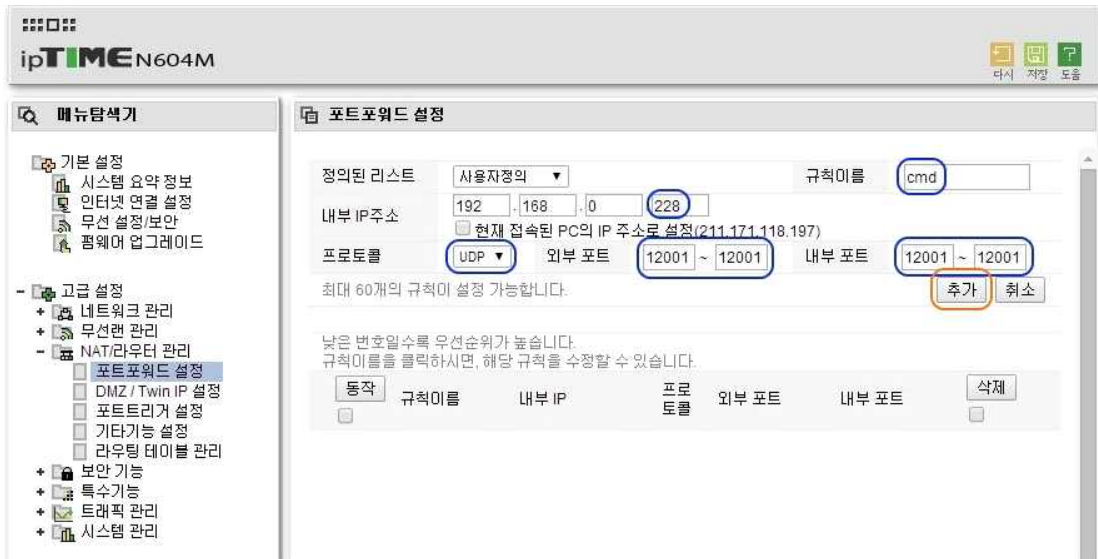 ipTIME N604M
다시 저장 도움
메뉴탐색기
기본 설정
시스템 요약 정보
인터넷 연결 설정
무선 설정/보안
펌웨어 업그레이드
고급 설정
네트워크 관리
무선랜 관리
NAT/라우터 관리
포트포워드 설정
DMZ / Twin IP 설정
포트트리거 설정
기타기능 설정
라우팅 테이블 관리
보안 기능
특수기능
트래픽 관리
시스템 관리
포트포워드 설정
정의된 리스트 사용자정의 규칙이름 cmd
내부 IP주소 192 . 168 . 0 . 228
현재 접속된 PC의 IP 주소로 설정(211.171.118.197)
프로토콜 UDP 외부 포트 12001 ~ 12001 내부 포트 12001 ~ 12001
최대 60개의 규칙이 설정 가능합니다. 추가 취소
낮은 번호일수록 우선순위가 높습니다.
규칙이름을 클릭하시면, 해당 규칙을 수정할 수 있습니다.
동작 규칙이름 내부 IP 프로토콜 외부 포트 내부 포트 삭제